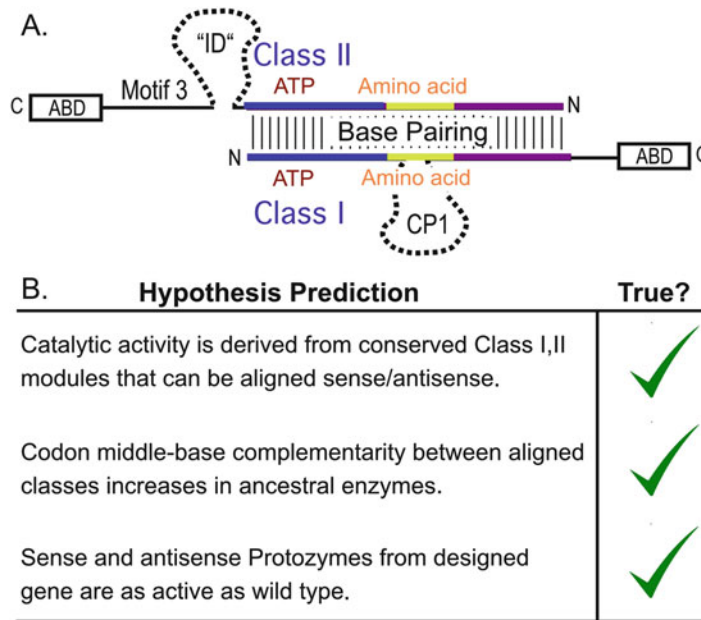 A.
"ID"
Class II
Motif 3
ATP
Amino acid
C
ABD
N
Base Pairing
N
ABD
C
ATP
Amino acid
Class I
CP1
B.
Hypothesis Prediction
True?
Catalytic activity is derived from conserved Class I,II
modules that can be aligned sense/antisense.
Codon middle-base complementarity between aligned
classes increases in ancestral enzymes.
Sense and antisense Protozymes from designed
gene are as active as wild type.